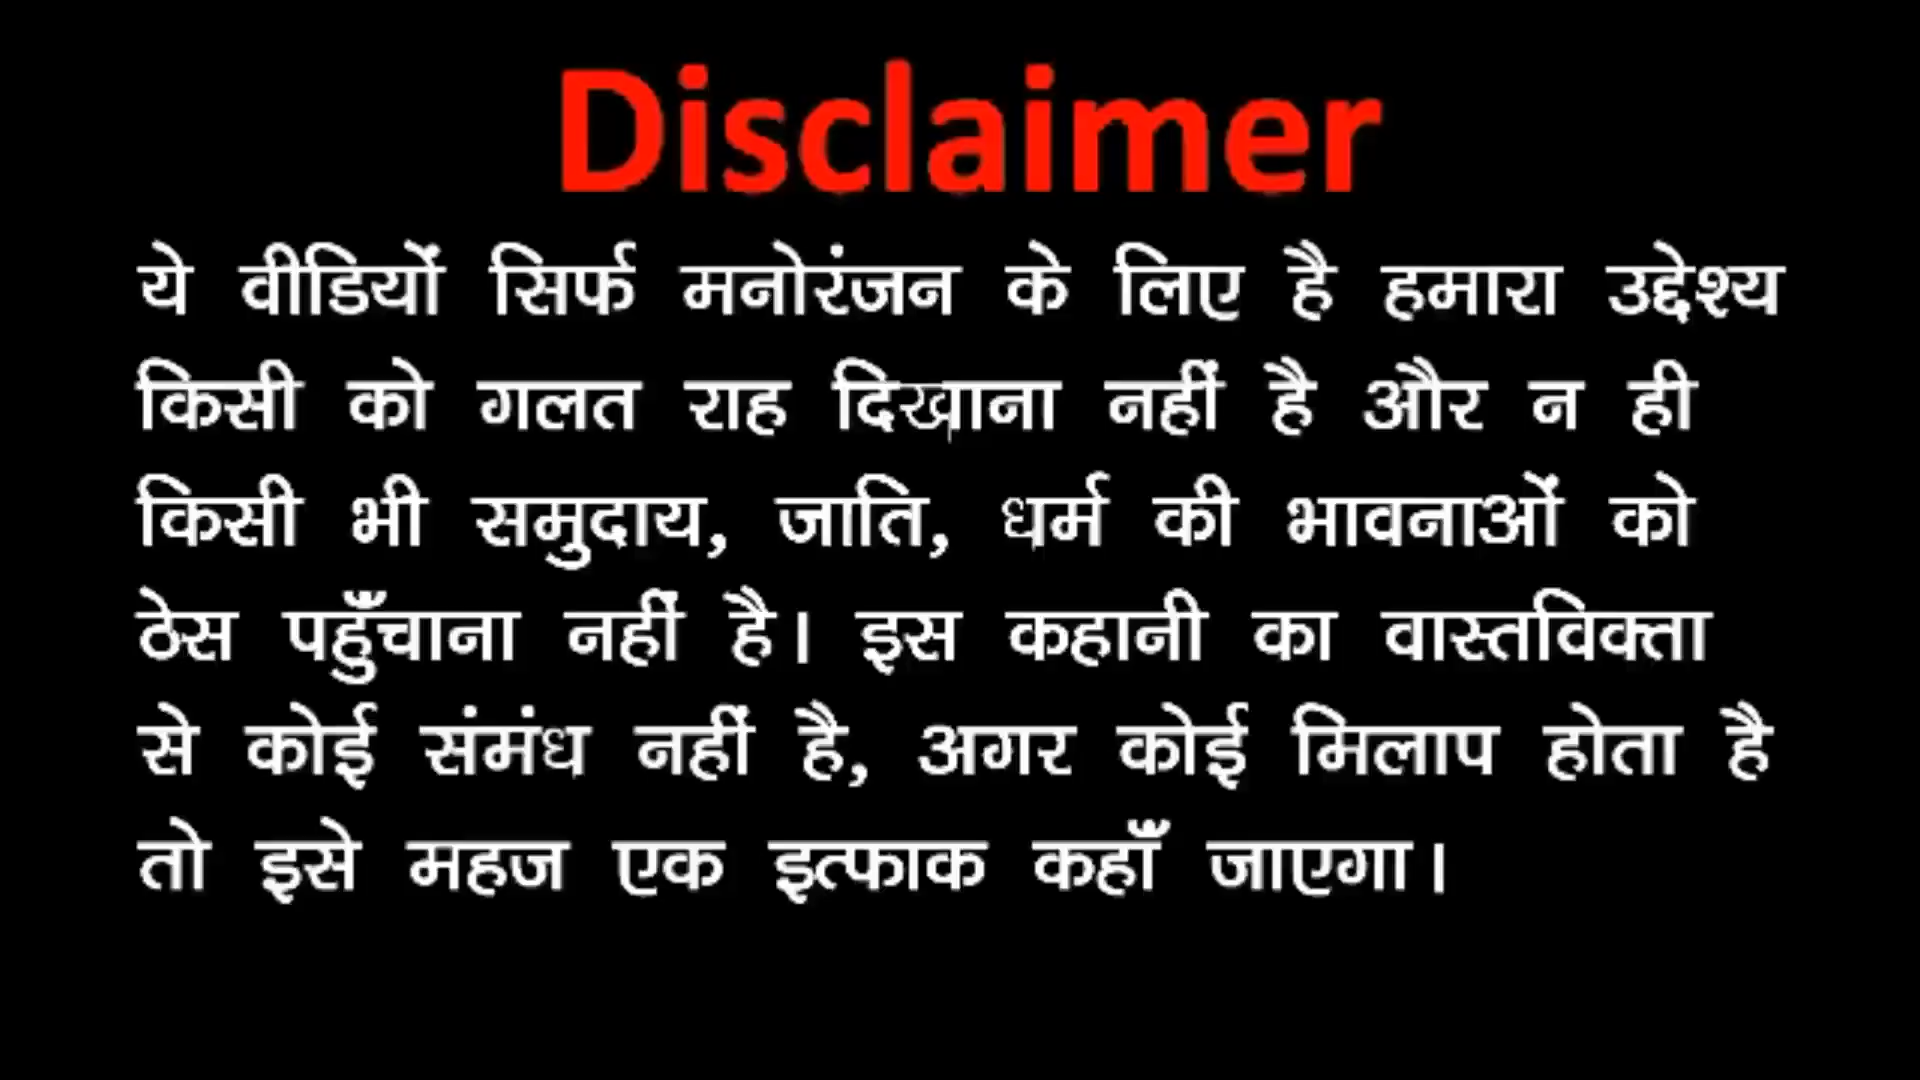 Disclaimer
ये वीडियों सिर्फ मनोरंजन के लिए है हमारा उद्देश्य
किसी को गलत राह दिखाना नहीं है और न ही
किसी भी समुदाय, जाति, धर्म की भावनाओं को
ठेस पहुँचाना नहीं है। इस कहानी का वास्तविक्ता
से कोई संमंध नहीं है, अगर कोई मिलाप होता है
तो इसे महज एक इत्फाक कहाँ जाएगा।